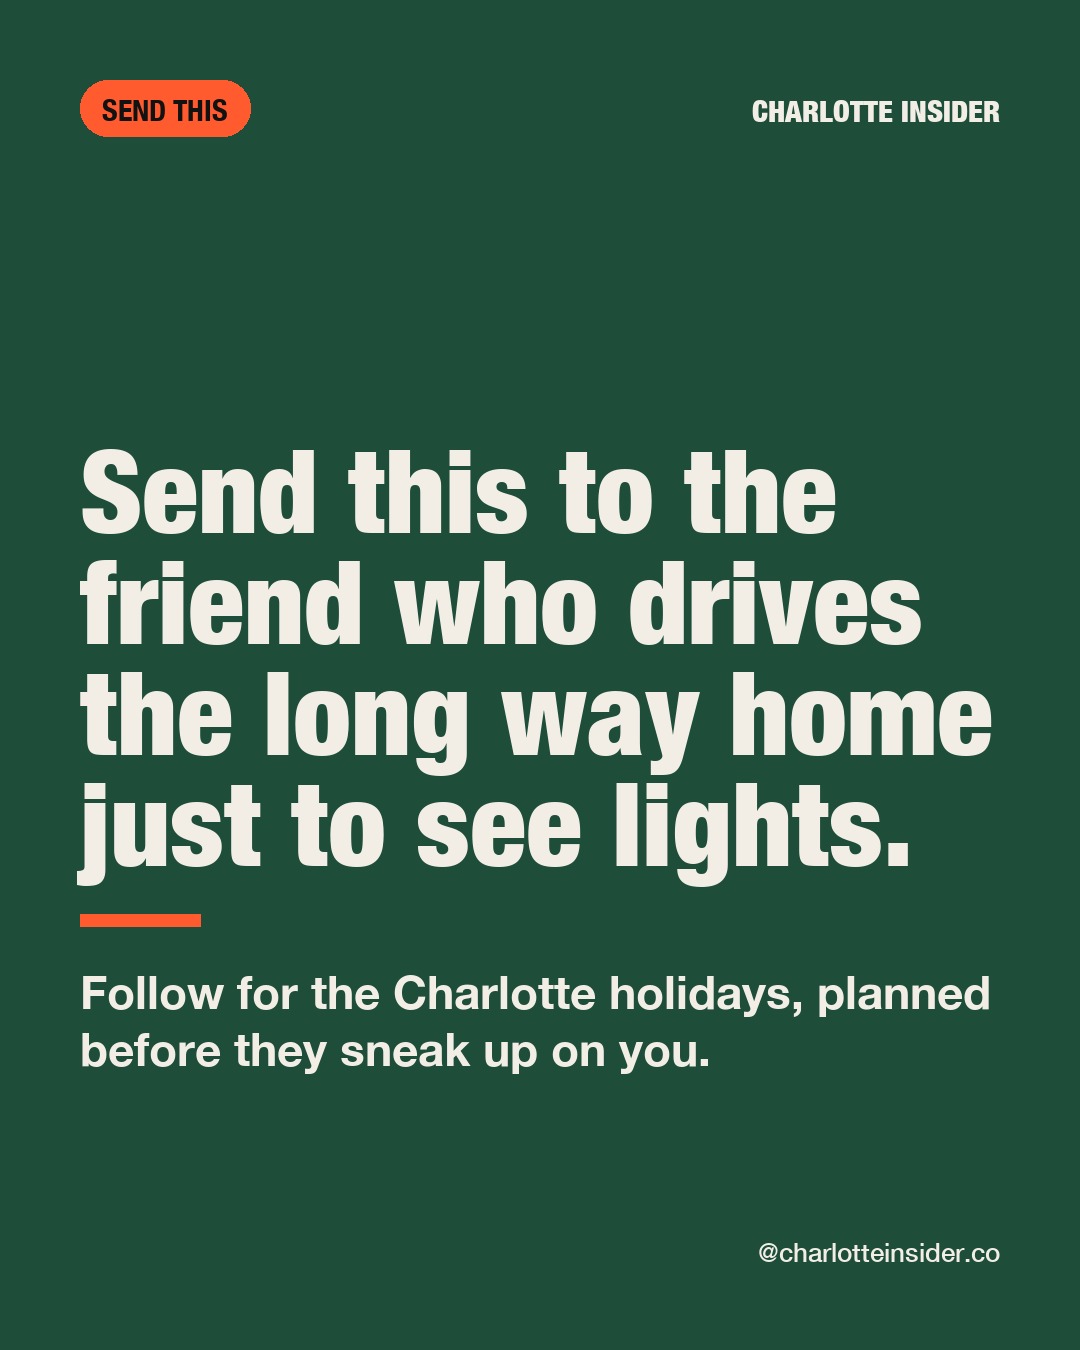 SEND THIS
CHARLOTTE INSIDER
Send this to the
friend who drives
the long way home
just to see lights.
Follow for the Charlotte holidays, planned
before they sneak up on you.
@charlotteinsider.co